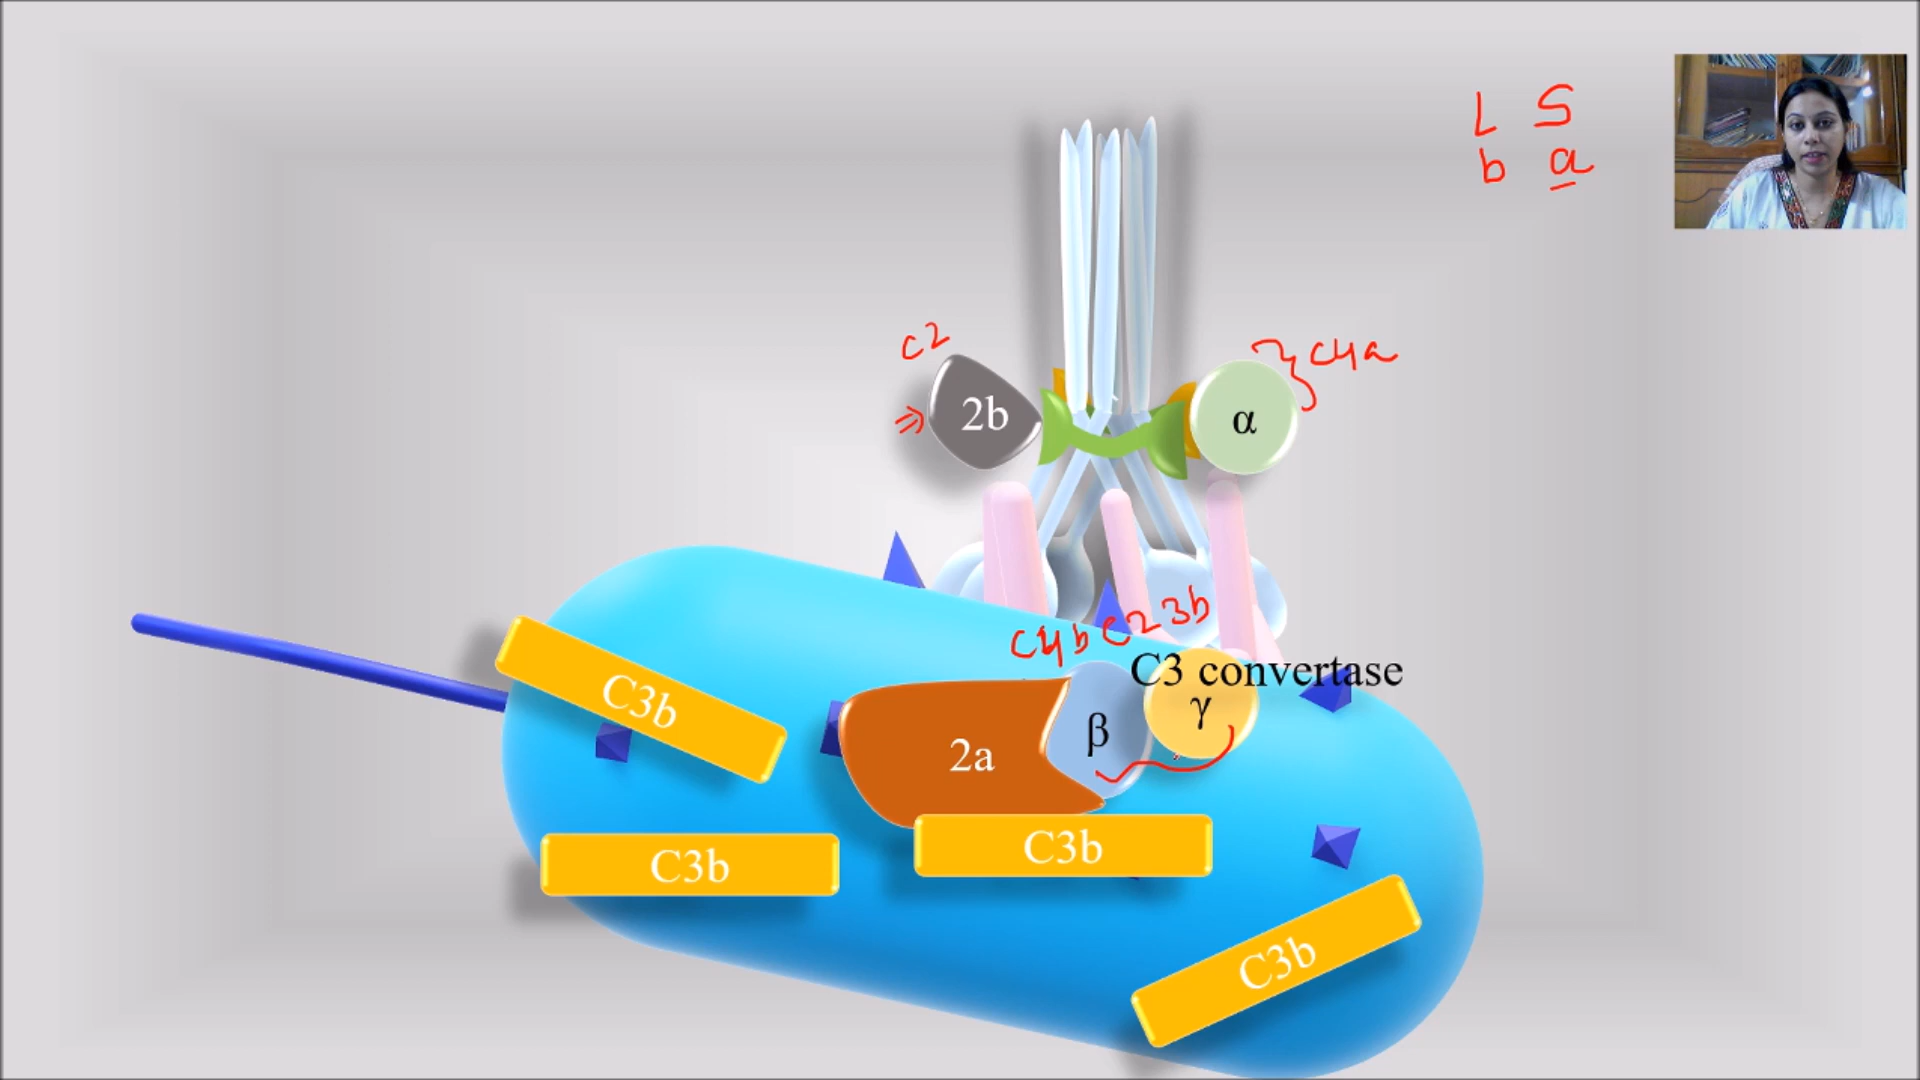 L S
b a
c2
C4a
2b
α
C4b C2 3b
C3 convertase
C3b
γ
β
2a
C3b
C3b
C3b